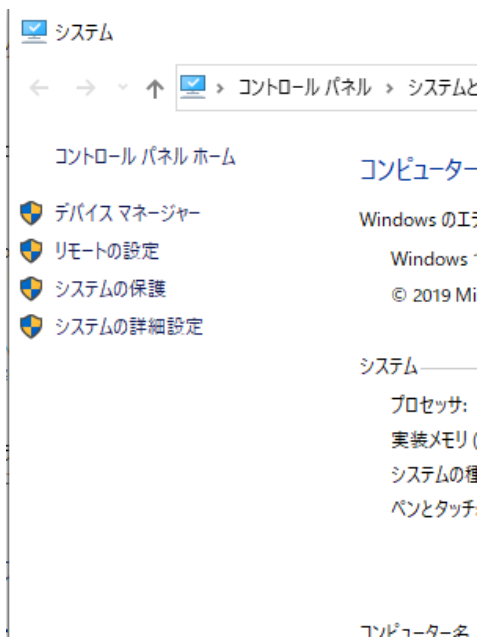 システム
コントロール パネル › システムと
コントロール パネル ホーム
デバイス マネージャー
リモートの設定
システムの保護
システムの詳細設定
コンピューター
Windows のエ
Windows
© 2019 Mi
システム
プロセッサ:
実装メモリ (
システムの種
ペンとタッチ
コンピューター名